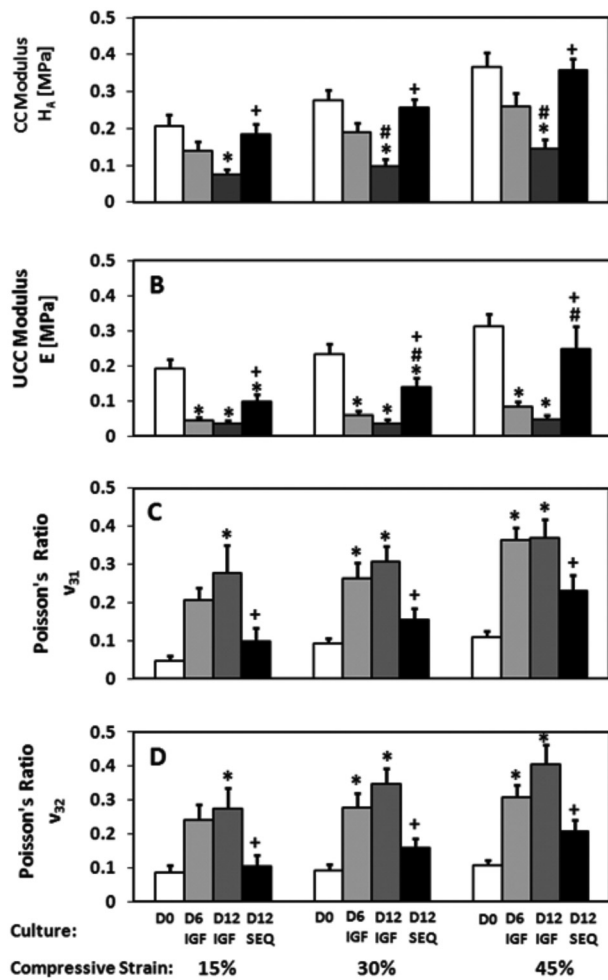 0.5
0.4
0.3
0.2
0.1
0
CC Modulus
H_A [MPa]
+
*
+
#
*
+
#
*
B
0.5
0.4
0.3
0.2
0.1
0
UCC Modulus
E [MPa]
* * + *
* * + # *
* * + #
C
0.5
0.4
0.3
0.2
0.1
0
Poisson's Ratio
v_31
* +
* * +
* * +
D
0.5
0.4
0.3
0.2
0.1
0
Poisson's Ratio
v_32
* +
* * +
* * +
Culture: D0 D6 D12 D12 D0 D6 D12 D12 D0 D6 D12 D12
IGF IGF SEQ IGF IGF SEQ IGF IGF SEQ
Compressive Strain: 15% 30% 45%